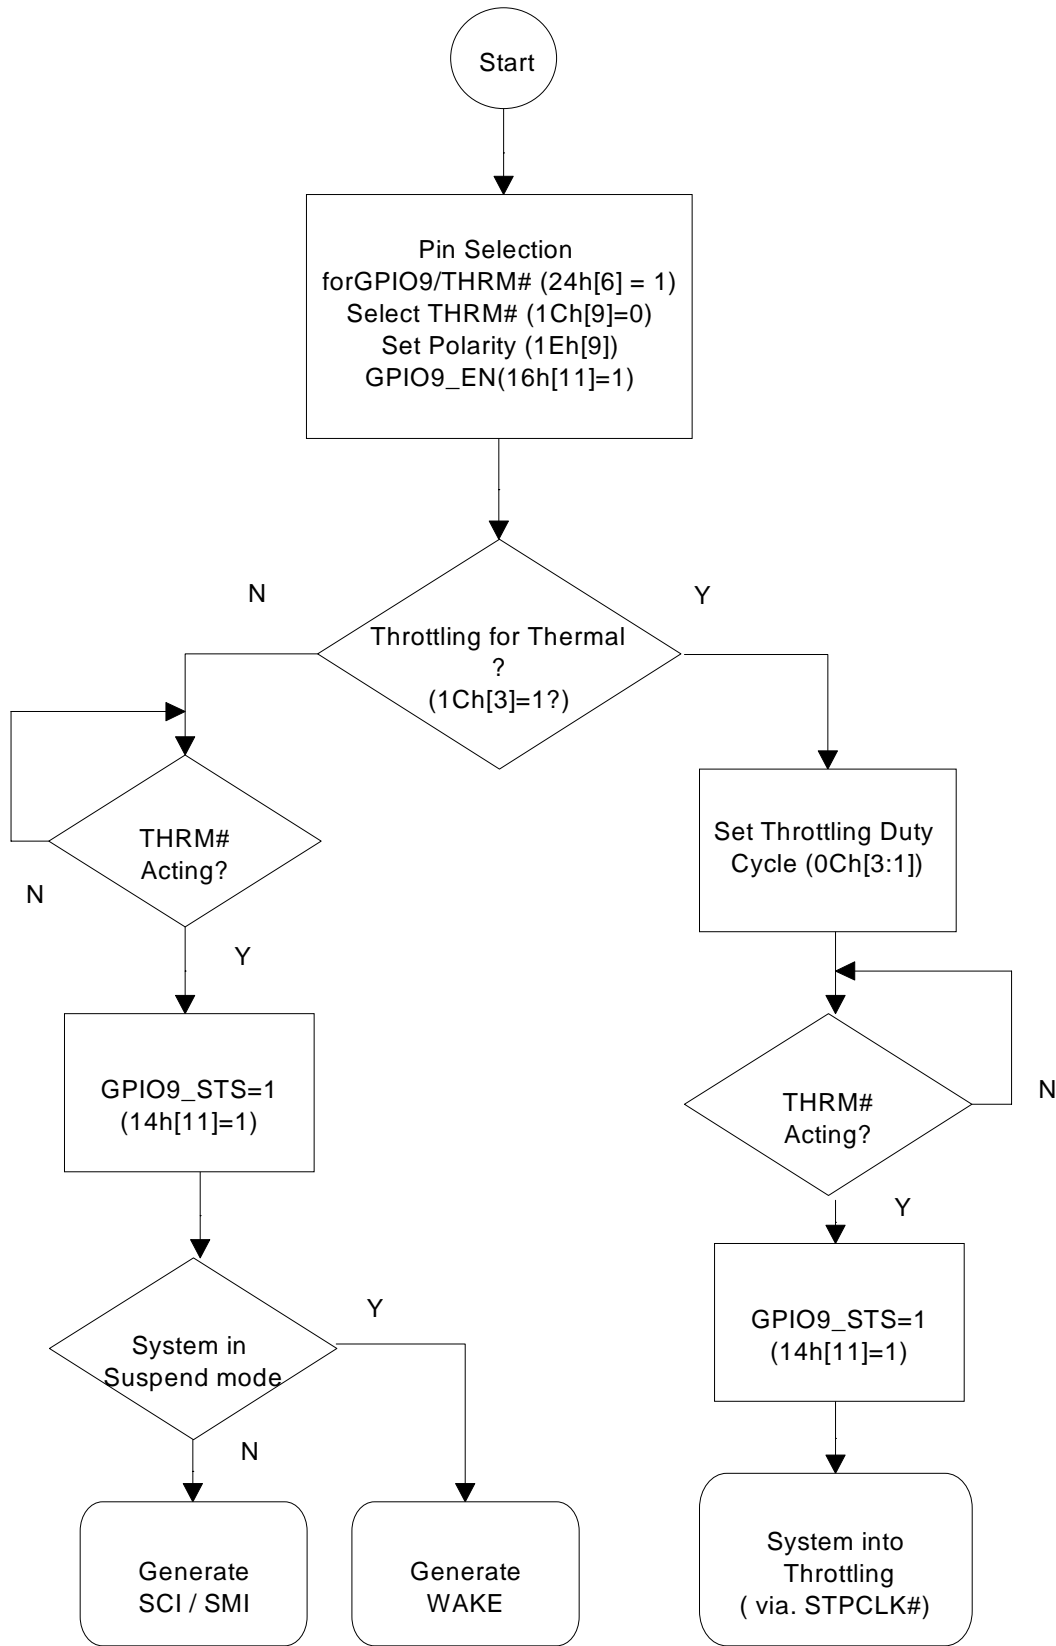 Start
Pin Selection
forGPIO9/THRM# (24h[6] = 1)
Select THRM# (1Ch[9]=0)
Set Polarity (1Eh[9])
GPIO9_EN(16h[11]=1)
N
Y
Throttling for Thermal
?
(1Ch[3]=1?)
THRM#
Acting?
N
Y
Set Throttling Duty
Cycle (0Ch[3:1])
GPIO9_STS=1
(14h[11]=1)
THRM#
Acting?
N
Y
System in
Suspend mode
Y
N
GPIO9_STS=1
(14h[11]=1)
Generate
SCI / SMI
Generate
WAKE
System into
Throttling
( via. STPCLK#)